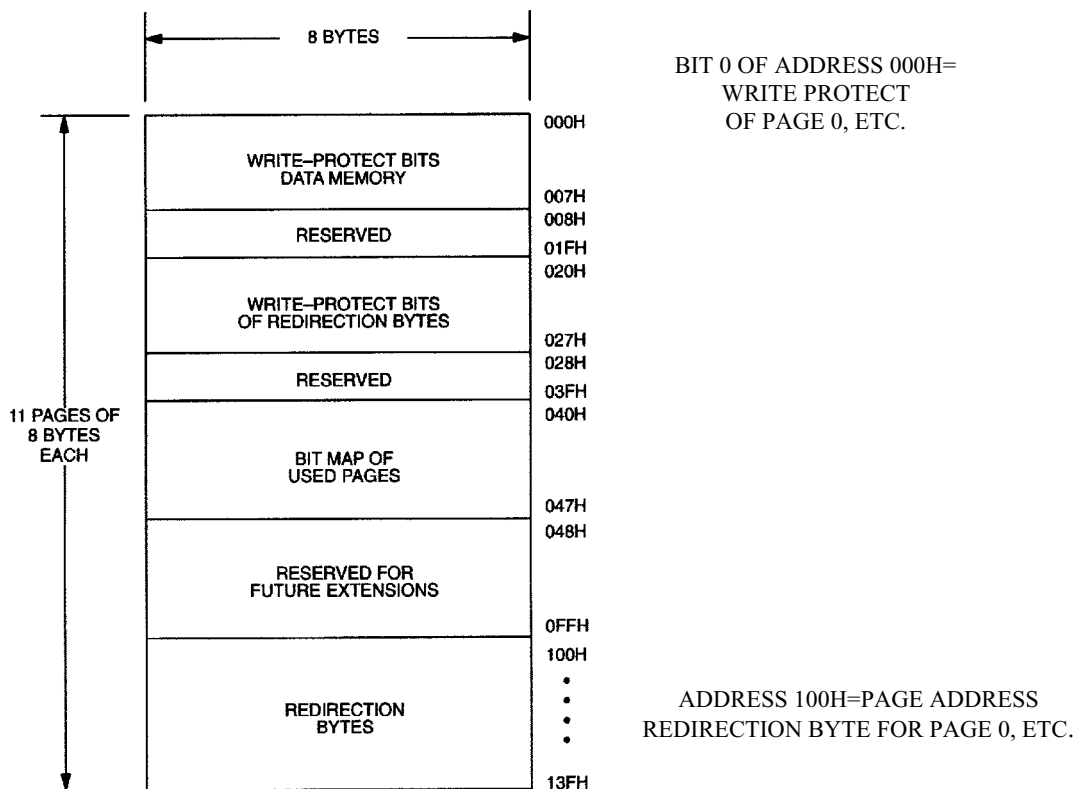 8 BYTES
BIT 0 OF ADDRESS 000H=
WRITE PROTECT
OF PAGE 0, ETC.
000H
WRITE–PROTECT BITS
DATA MEMORY
007H
008H
RESERVED
01FH
020H
WRITE–PROTECT BITS
OF REDIRECTION BYTES
027H
028H
RESERVED
03FH
11 PAGES OF
8 BYTES
EACH
040H
BIT MAP OF
USED PAGES
047H
048H
RESERVED FOR
FUTURE EXTENSIONS
0FFH
100H
REDIRECTION
BYTES
ADDRESS 100H=PAGE ADDRESS
REDIRECTION BYTE FOR PAGE 0, ETC.
13FH